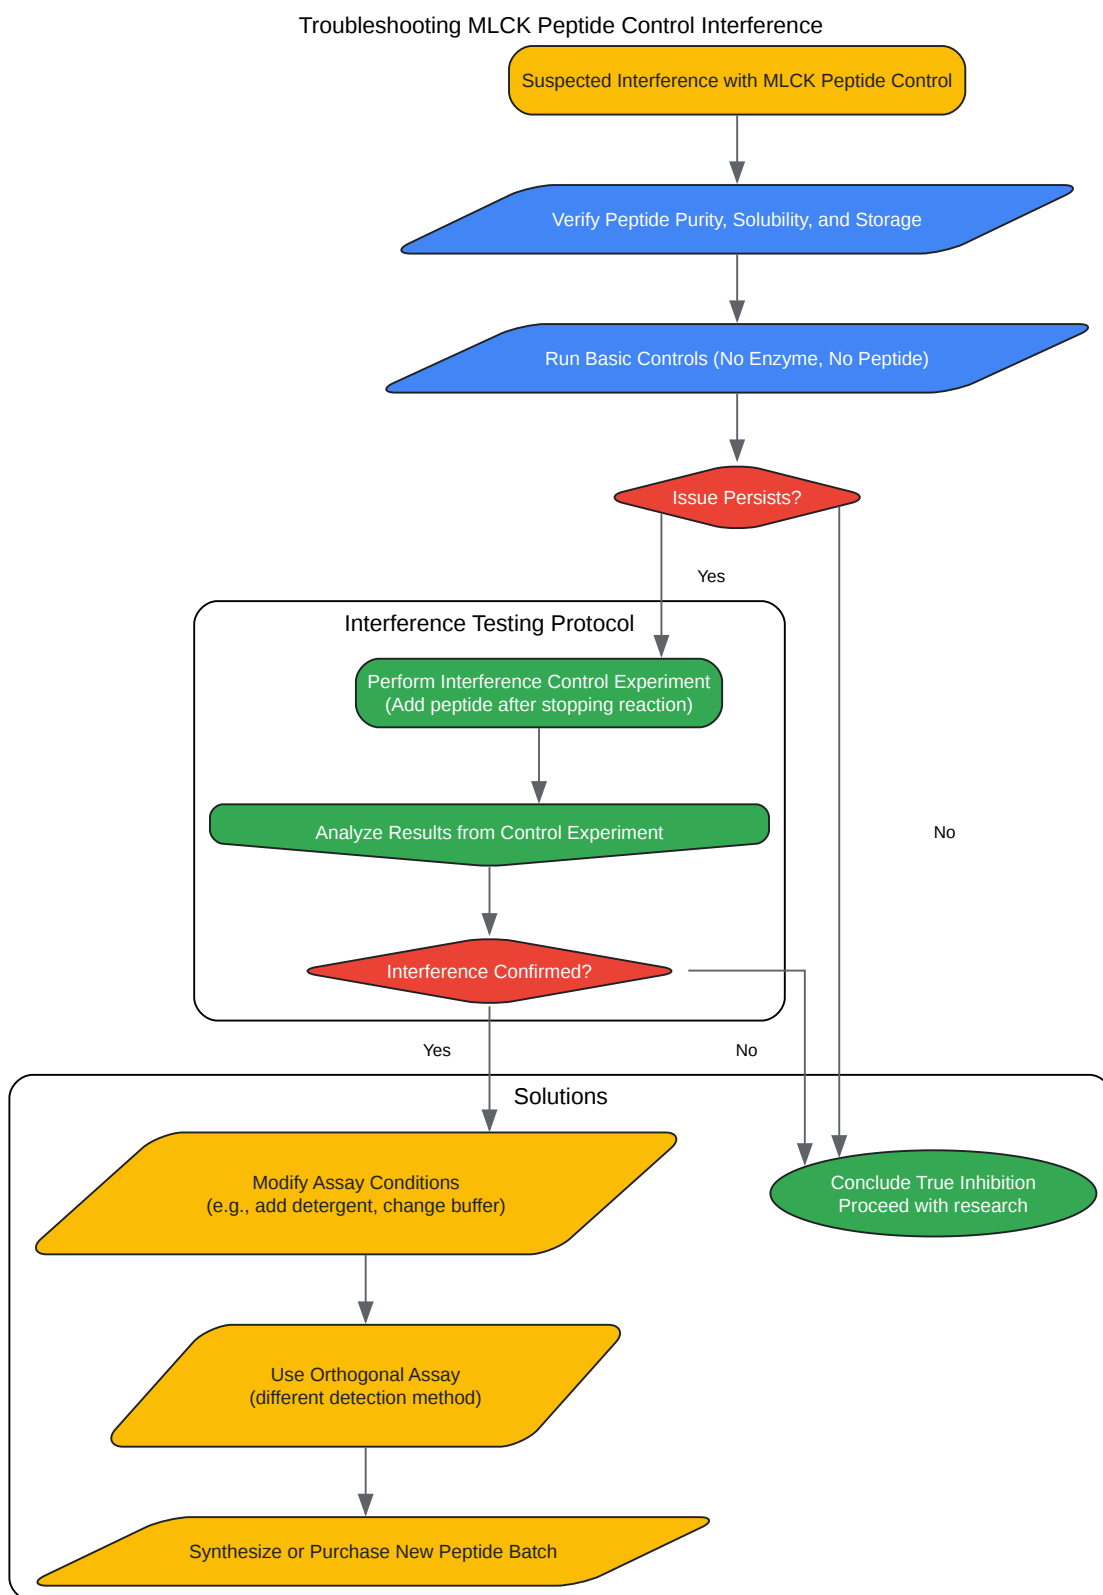 Troubleshooting MLCK Peptide Control Interference
Suspected Interference with MLCK Peptide Control
Verify Peptide Purity, Solubility, and Storage
Run Basic Controls (No Enzyme, No Peptide)
Issue Persists?
Yes
Interference Testing Protocol
Perform Interference Control Experiment
(Add peptide after stopping reaction)
Analyze Results from Control Experiment
No
Interference Confirmed?
Yes
No
Solutions
Modify Assay Conditions
(e.g., add detergent, change buffer)
Conclude True Inhibition
Proceed with research
Use Orthogonal Assay
(different detection method)
Synthesize or Purchase New Peptide Batch